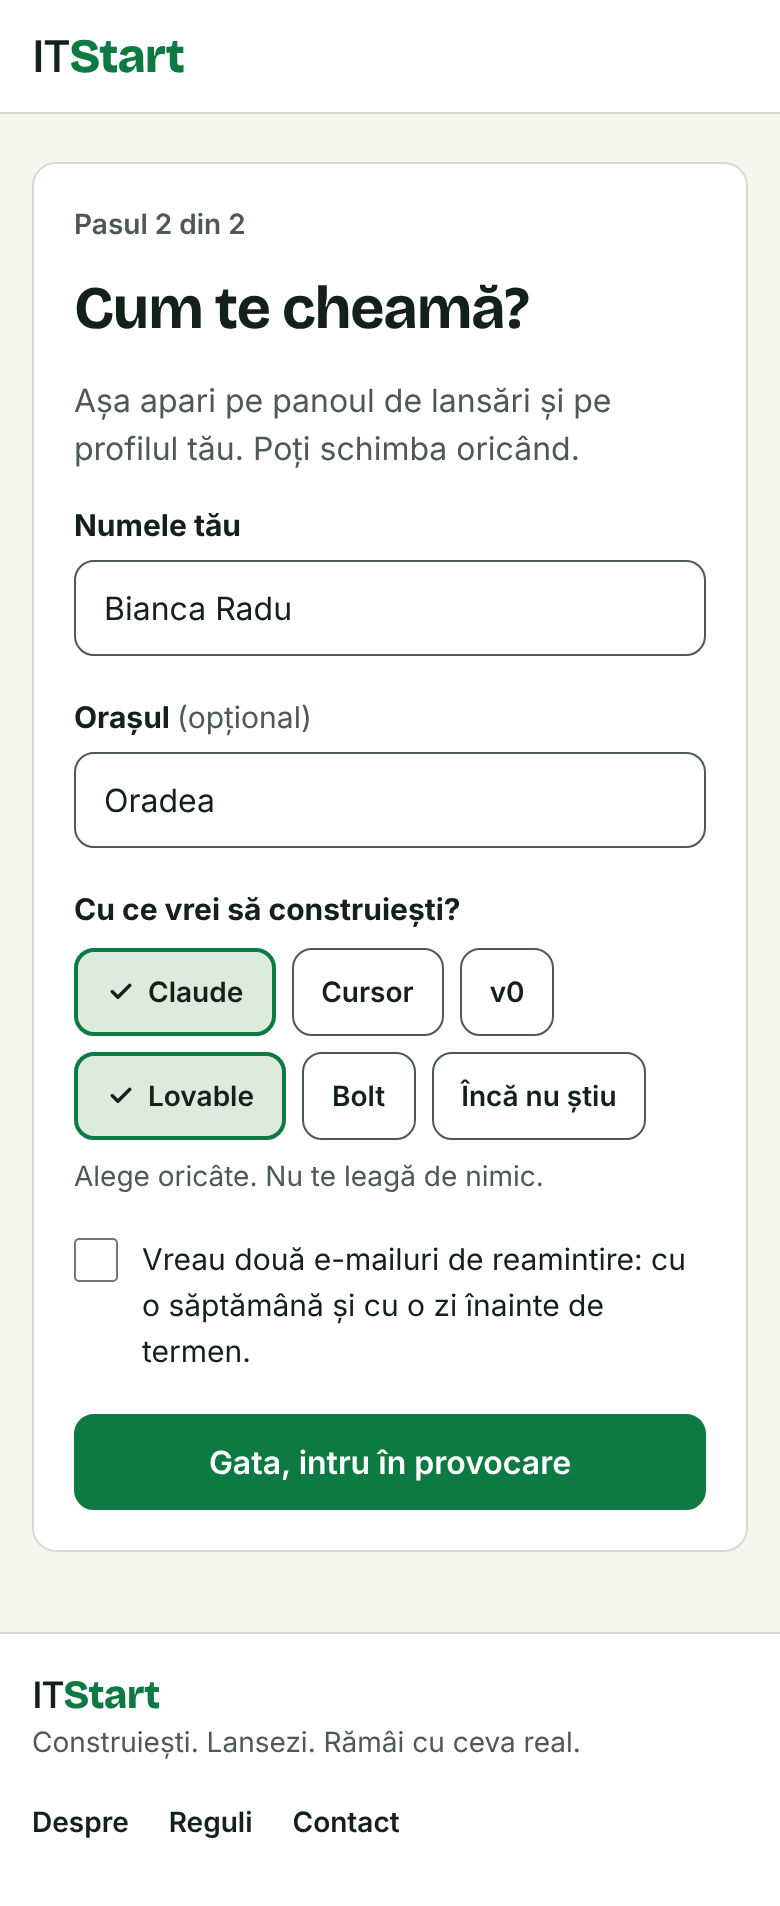 ITStart
Pasul 2 din 2
Cum te cheamă?
Așa apari pe panoul de lansări și pe
profilul tău. Poți schimba oricând.
Numele tău
Bianca Radu
Orașul (opțional)
Oradea
Cu ce vrei să construiești?
Claude Cursor v0
Lovable Bolt Încă nu știu
Alege oricâte. Nu te leagă de nimic.
Vreau două e-mailuri de reamintire: cu
o săptămână și cu o zi înainte de
termen.
Gata, intru în provocare
ITStart
Construiești. Lansezi. Rămâi cu ceva real.
Despre Reguli Contact